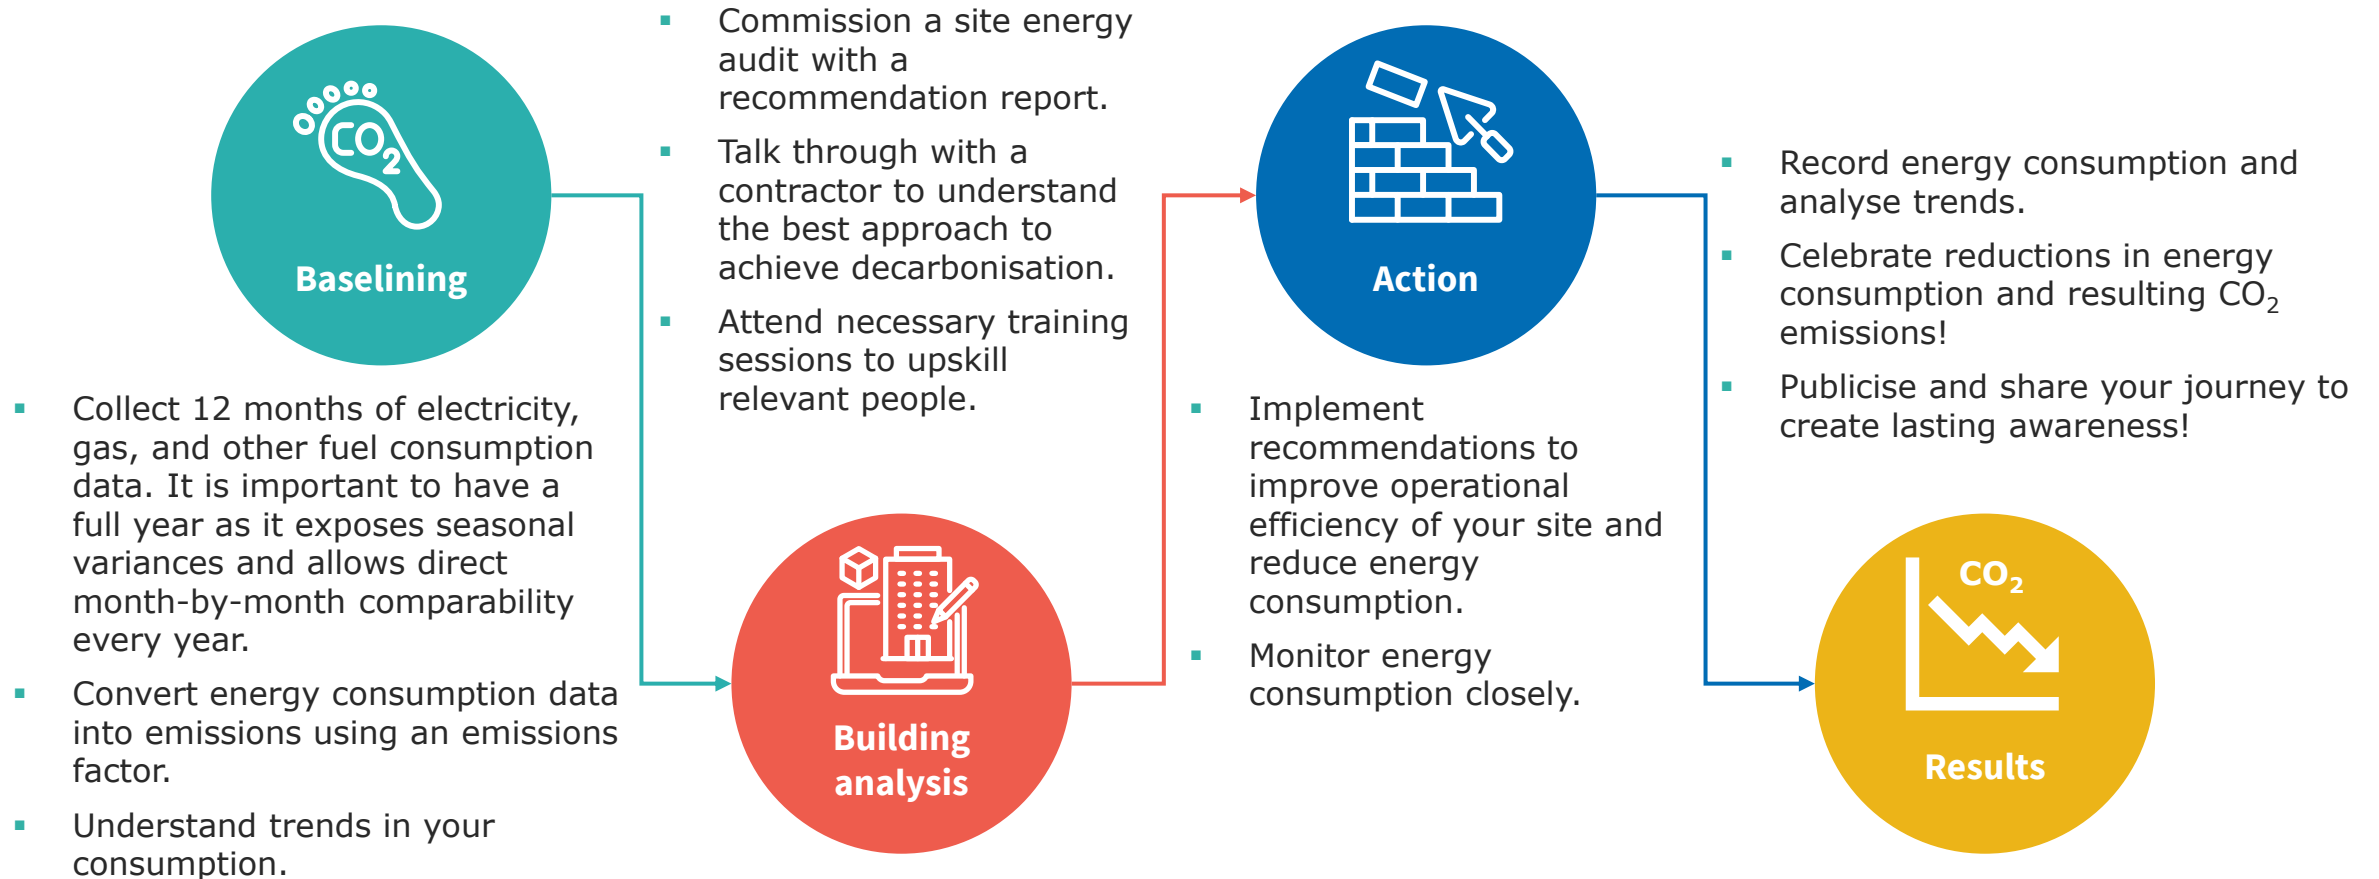 CO2
Baselining
▪ Collect 12 months of electricity,
gas, and other fuel consumption
data. It is important to have a
full year as it exposes seasonal
variances and allows direct
month-by-month comparability
every year.
▪ Convert energy consumption data
into emissions using an emissions
factor.
▪ Understand trends in your
consumption.
▪ Commission a site energy
audit with a
recommendation report.
▪ Talk through with a
contractor to understand
the best approach to
achieve decarbonisation.
▪ Attend necessary training
sessions to upskill
relevant people.
Building
analysis
Action
▪ Implement
recommendations to
improve operational
efficiency of your site and
reduce energy
consumption.
▪ Monitor energy
consumption closely.
▪ Record energy consumption and
analyse trends.
▪ Celebrate reductions in energy
consumption and resulting CO2
emissions!
▪ Publicise and share your journey to
create lasting awareness!
CO2
Results